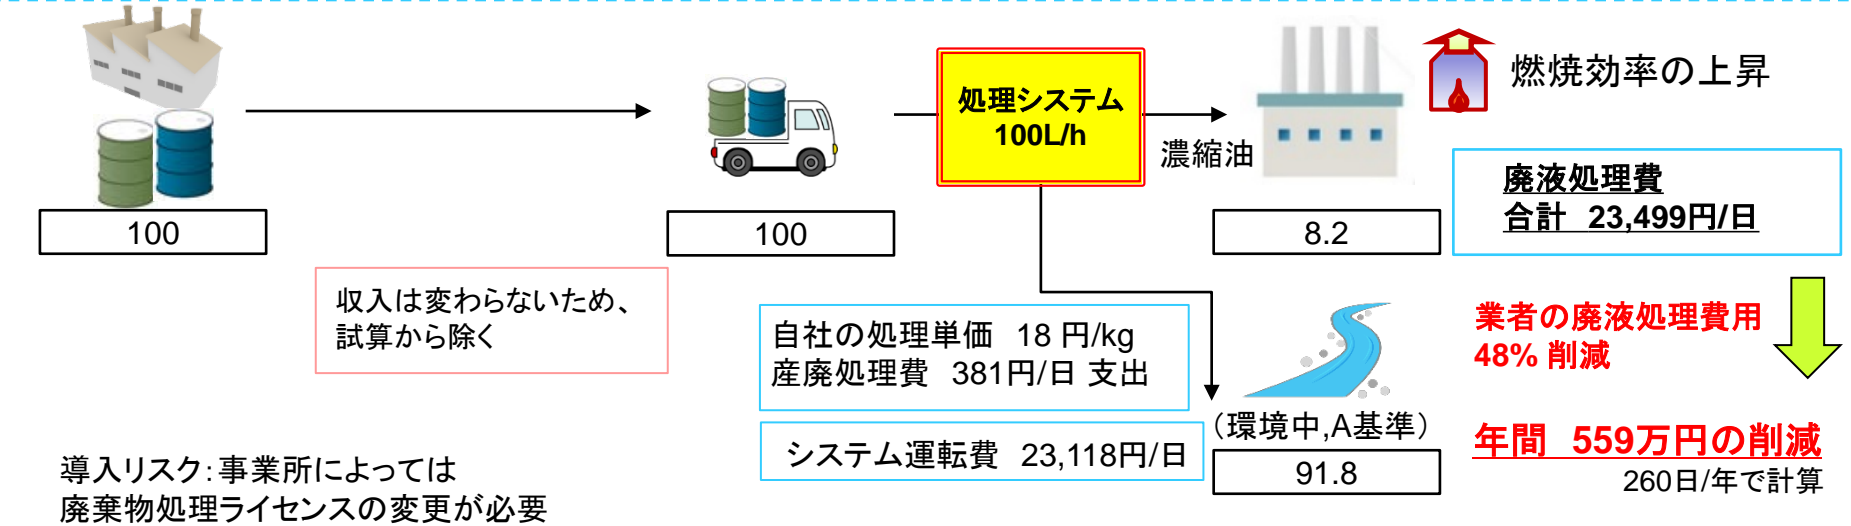 燃焼効率の上昇
処理システム
100L/h
濃縮油
廃液処理費
合計 23,499円/日
100
100
8.2
収入は変わらないため、
試算から除く
自社の処理単価 18 円/kg
産廃処理費 381円/日 支出
業者の廃液処理費用
48% 削減
(環境中,A基準)
システム運転費 23,118円/日
91.8
年間 559万円の削減
260日/年で計算
導入リスク:事業所によっては
廃棄物処理ライセンスの変更が必要